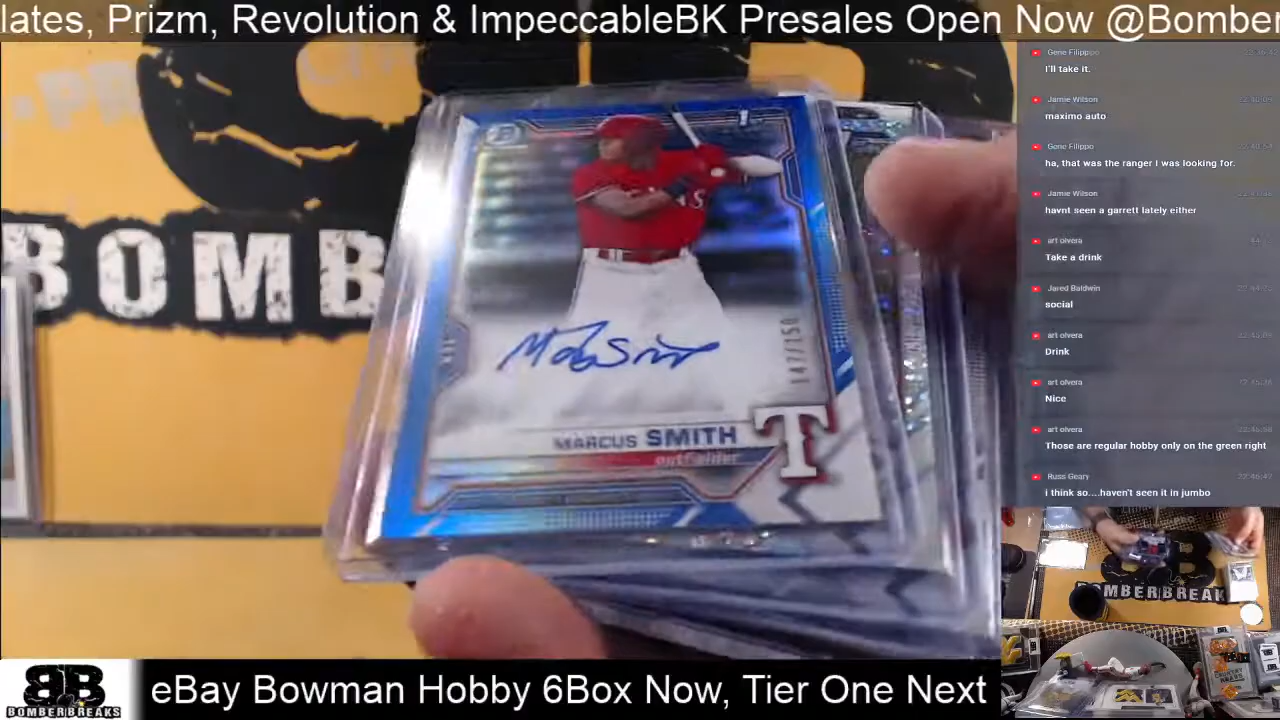 lates, Prizm, Revolution & ImpeccableBK Presales Open Now @Bomber
Gene Filippo
I'll take it.
Jamie Wilson
maximo auto
Gene Filippo
ha, that was the ranger I was looking for.
Jamie Wilson
havnt seen a garrett lately either
art olvera
Take a drink
Jared Baldwin
social
art olvera
Drink
art olvera
Nice
art olvera
Those are regular hobby only on the green right
Russ Geary
i think so....haven't seen it in jumbo
BOMB
1st
147/150
MARCUS SMITH
outfielder
T
BOMBERBREAK
BB
BOMBERBREAKS
eBay Bowman Hobby 6Box Now, Tier One Next